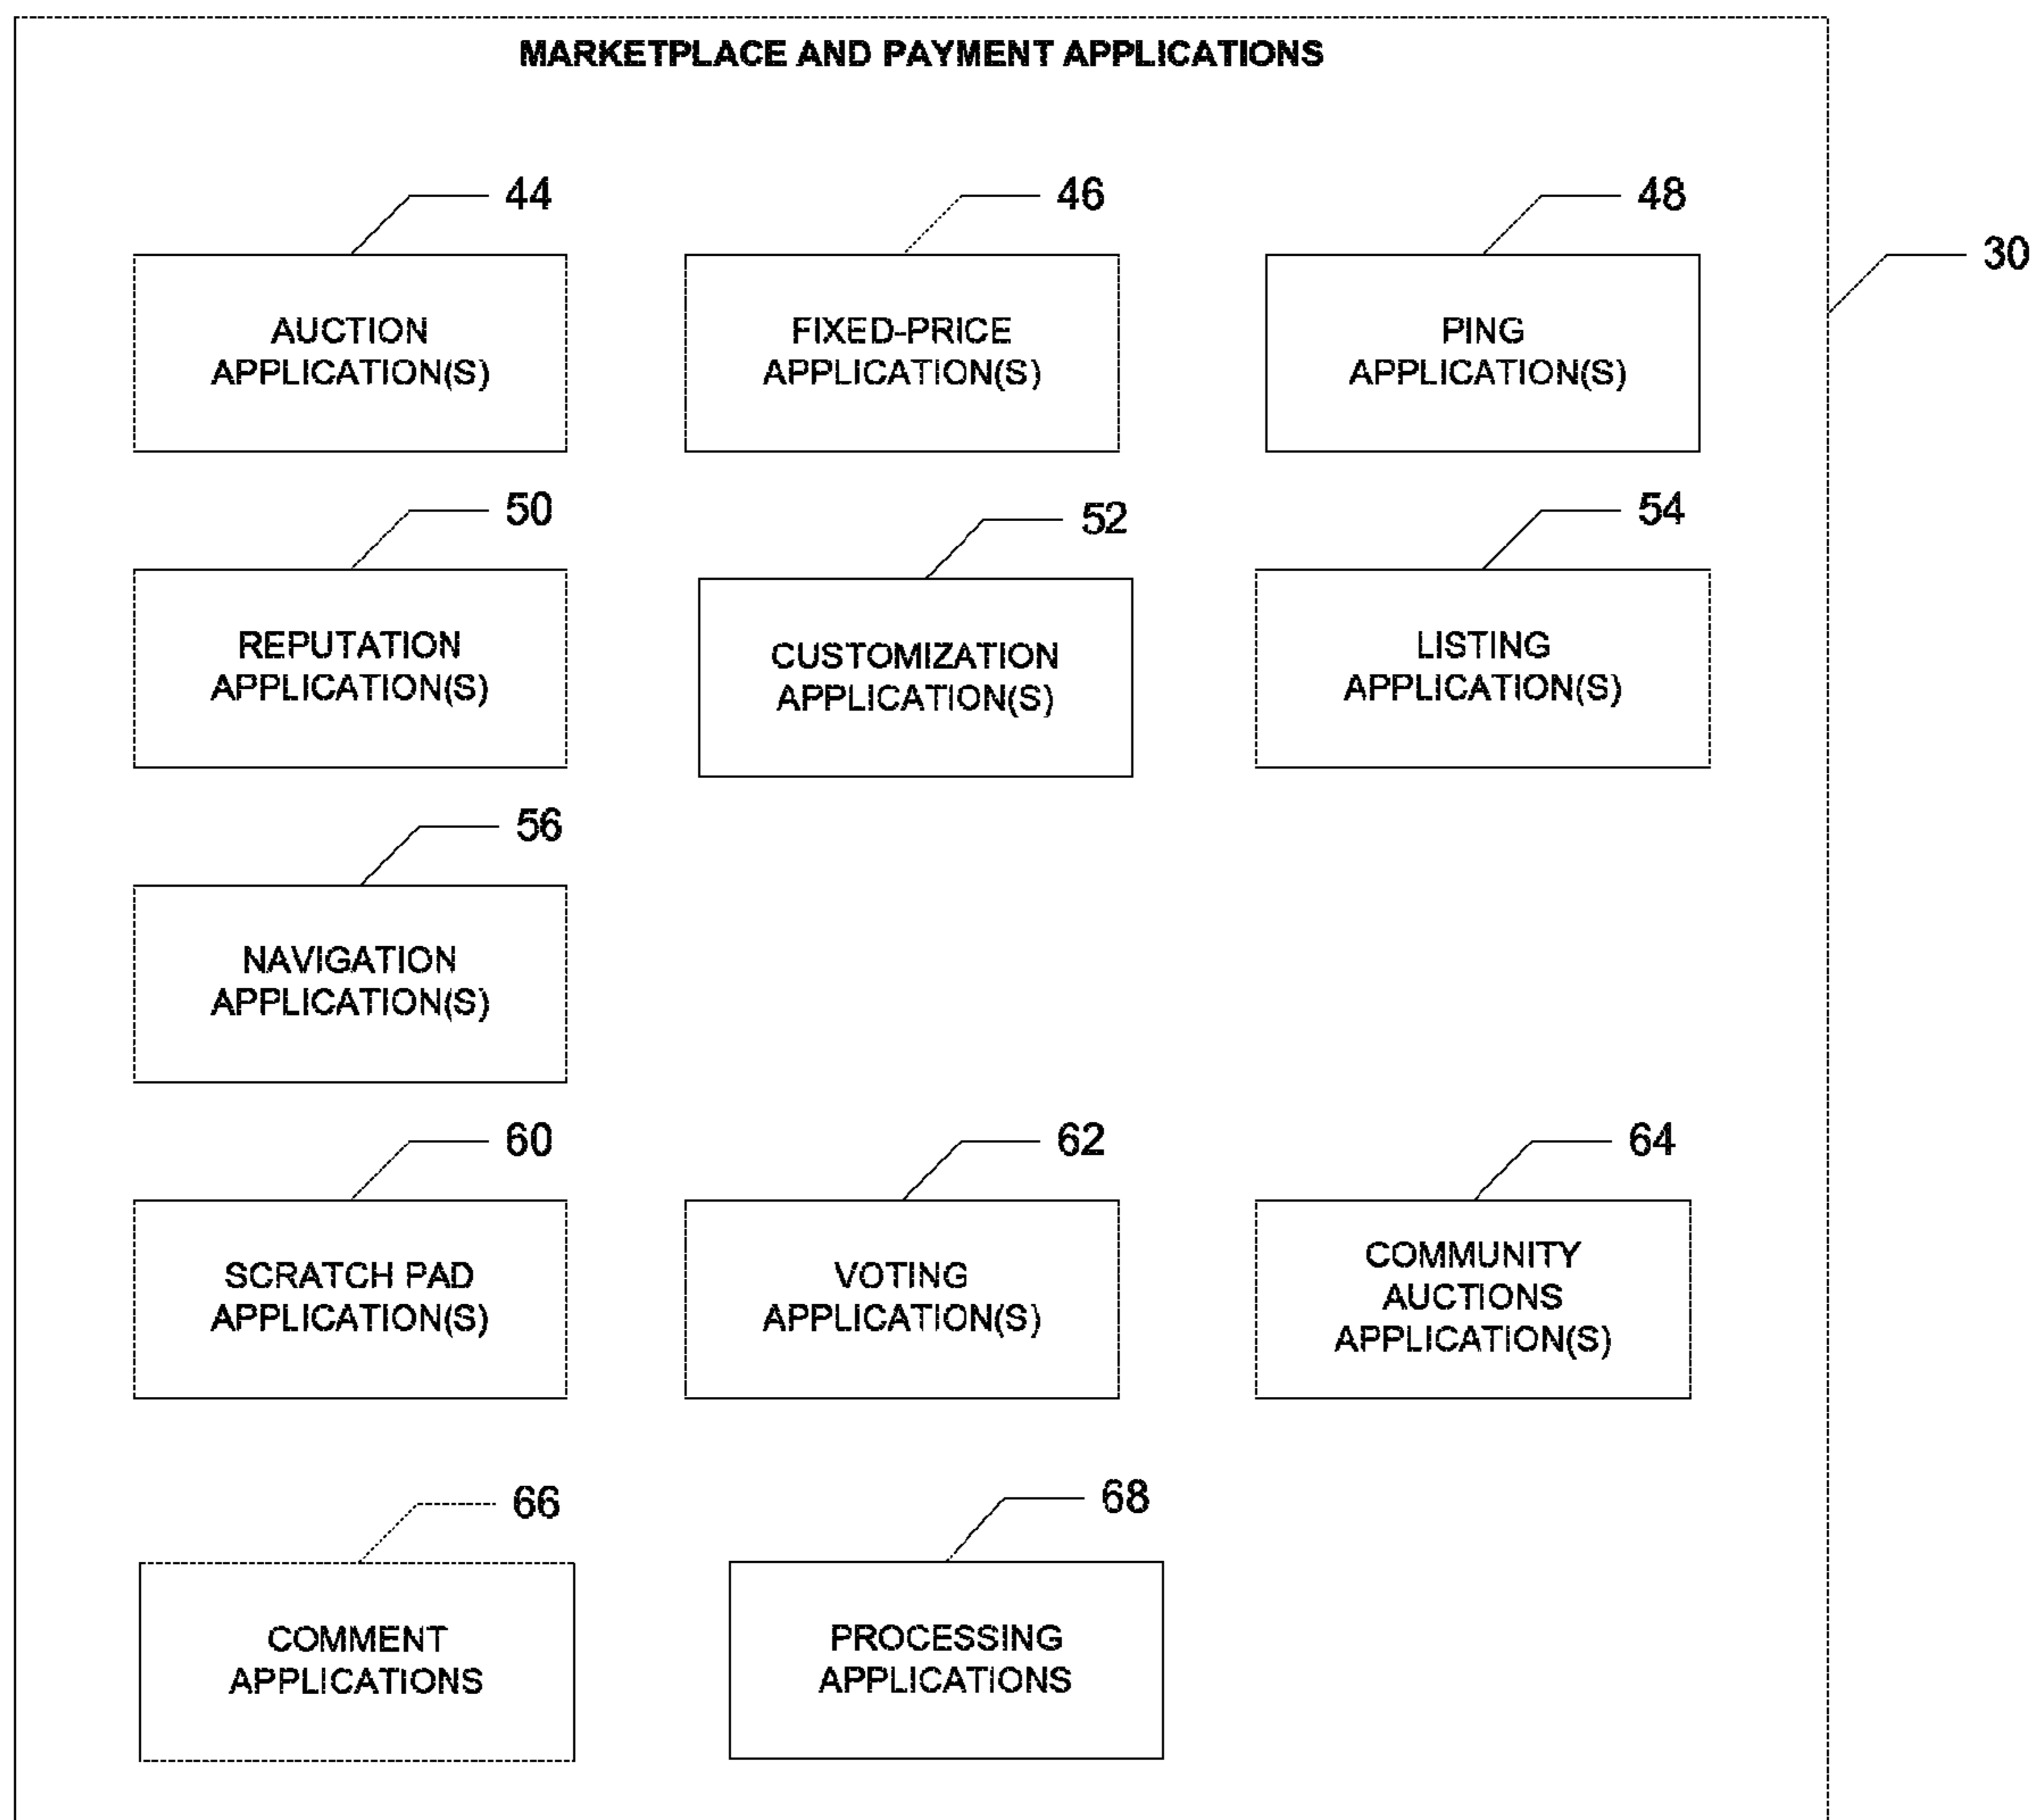 MARKETPLACE AND PAYMENT APPLICATIONS
44
46
48
30
AUCTION
APPLICATION(S)
FIXED-PRICE
APPLICATION(S)
PING
APPLICATION(S)
50
52
54
REPUTATION
APPLICATION(S)
CUSTOMIZATION
APPLICATION(S)
LISTING
APPLICATION(S)
56
NAVIGATION
APPLICATION(S)
60
62
64
SCRATCH PAD
APPLICATION(S)
VOTING
APPLICATION(S)
COMMUNITY
AUCTIONS
APPLICATION(S)
66
68
COMMENT
APPLICATIONS
PROCESSING
APPLICATIONS